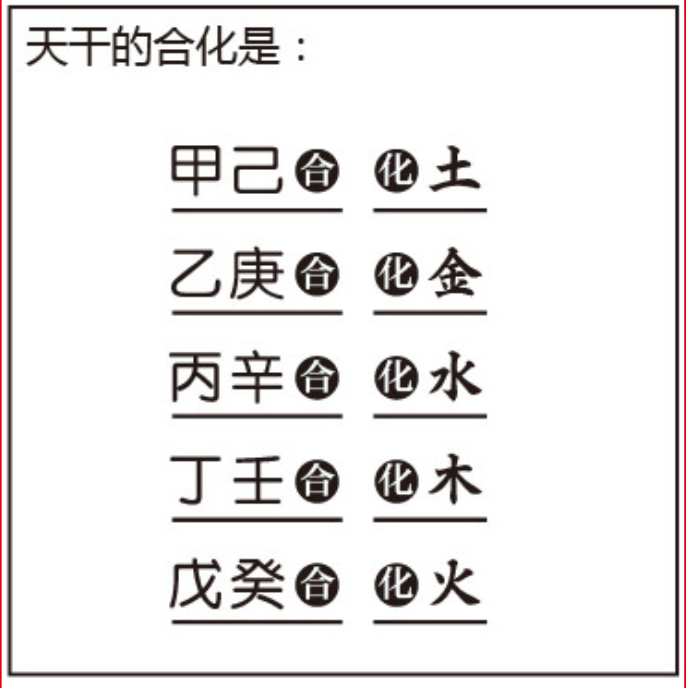 天干的合化是：
甲己合 化土
乙庚合 化金
丙辛合 化水
丁壬合 化木
戊癸合 化火